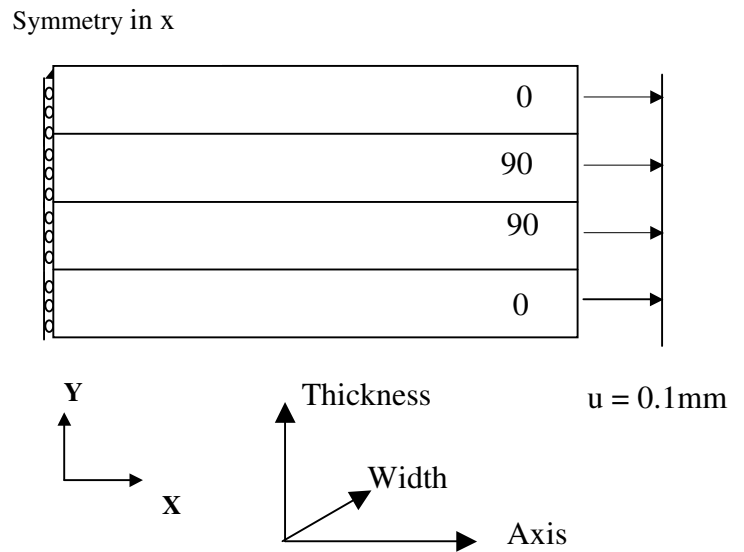 Symmetry in x
0
90
90
0
Y
X
Thickness
Width
Axis
u = 0.1mm